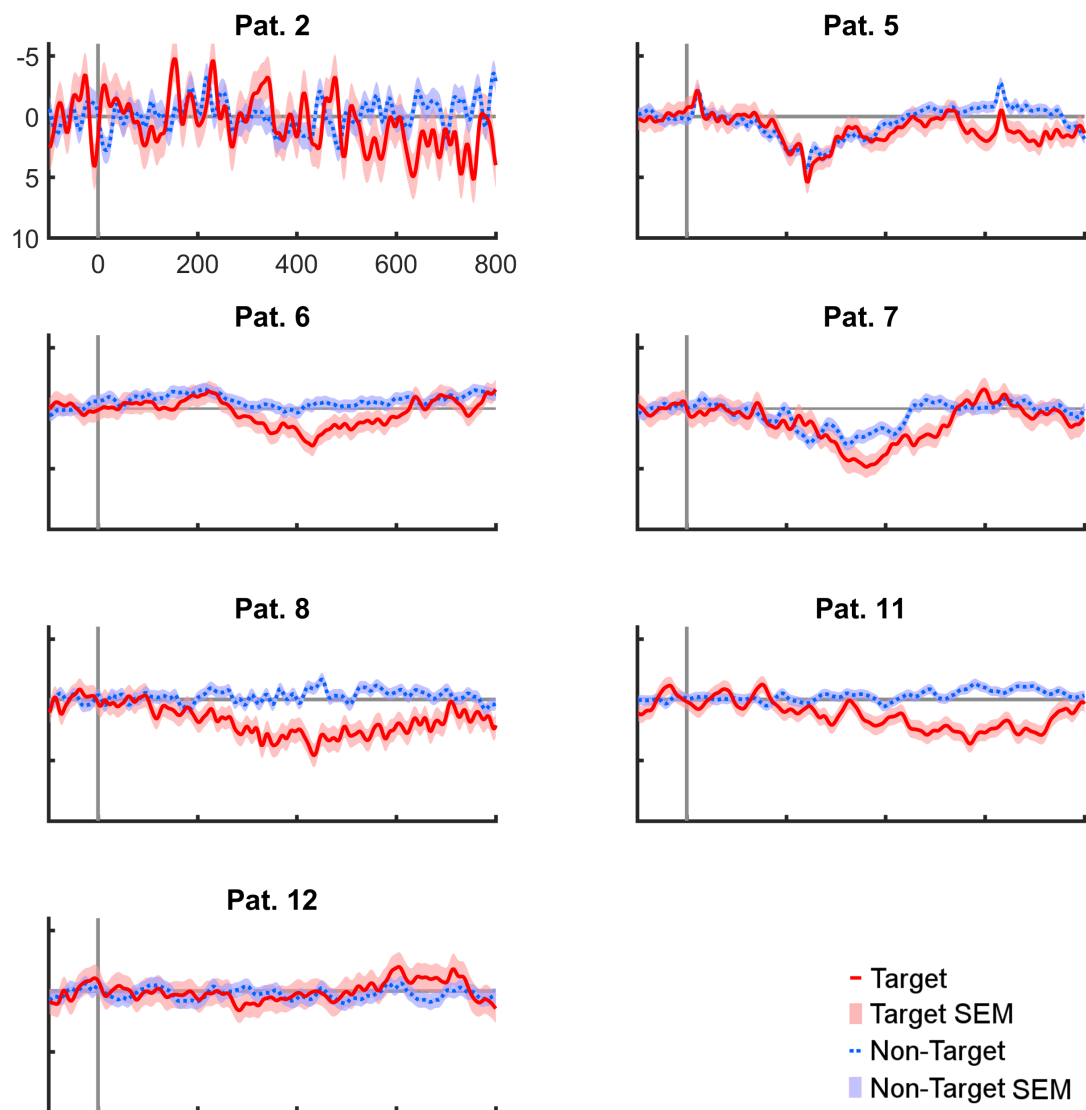 Pat. 2
Pat. 5
-5
0
5
10
0 200 400 600 800
Pat. 6
Pat. 7
Pat. 8
Pat. 11
Pat. 12
Target
Target SEM
Non-Target
Non-Target SEM